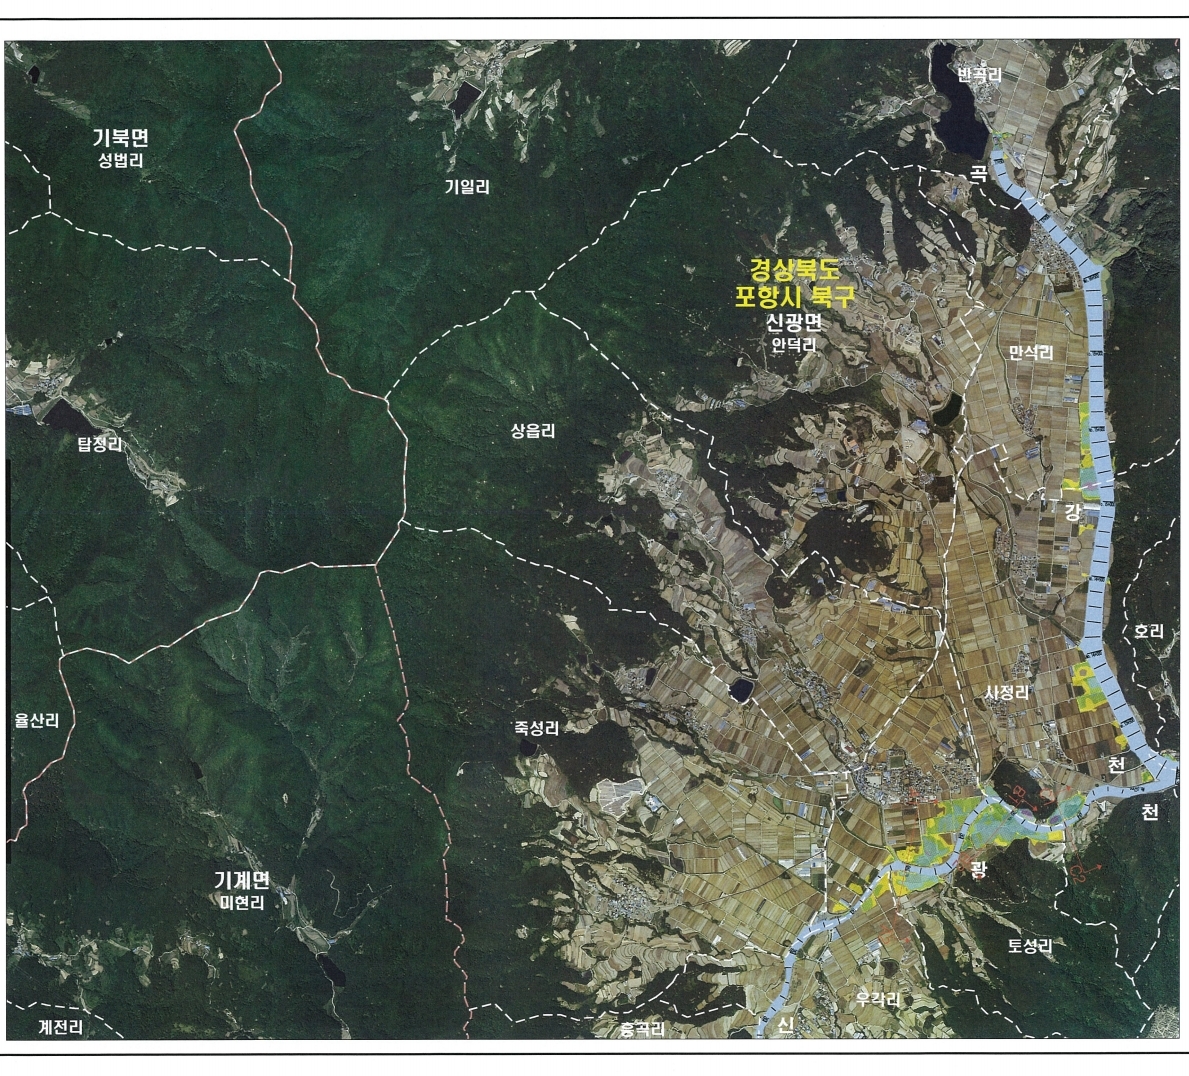 반곡리
기북면
성법리
곡
기일리
경상북도
포항시 북구
신광면
안덕리
만석리
상읍리
탑정리
강
호리
사정리
율산리
죽성리
천
천
광
기계면
미현리
토성리
우각리
계전리
흥곡리
신